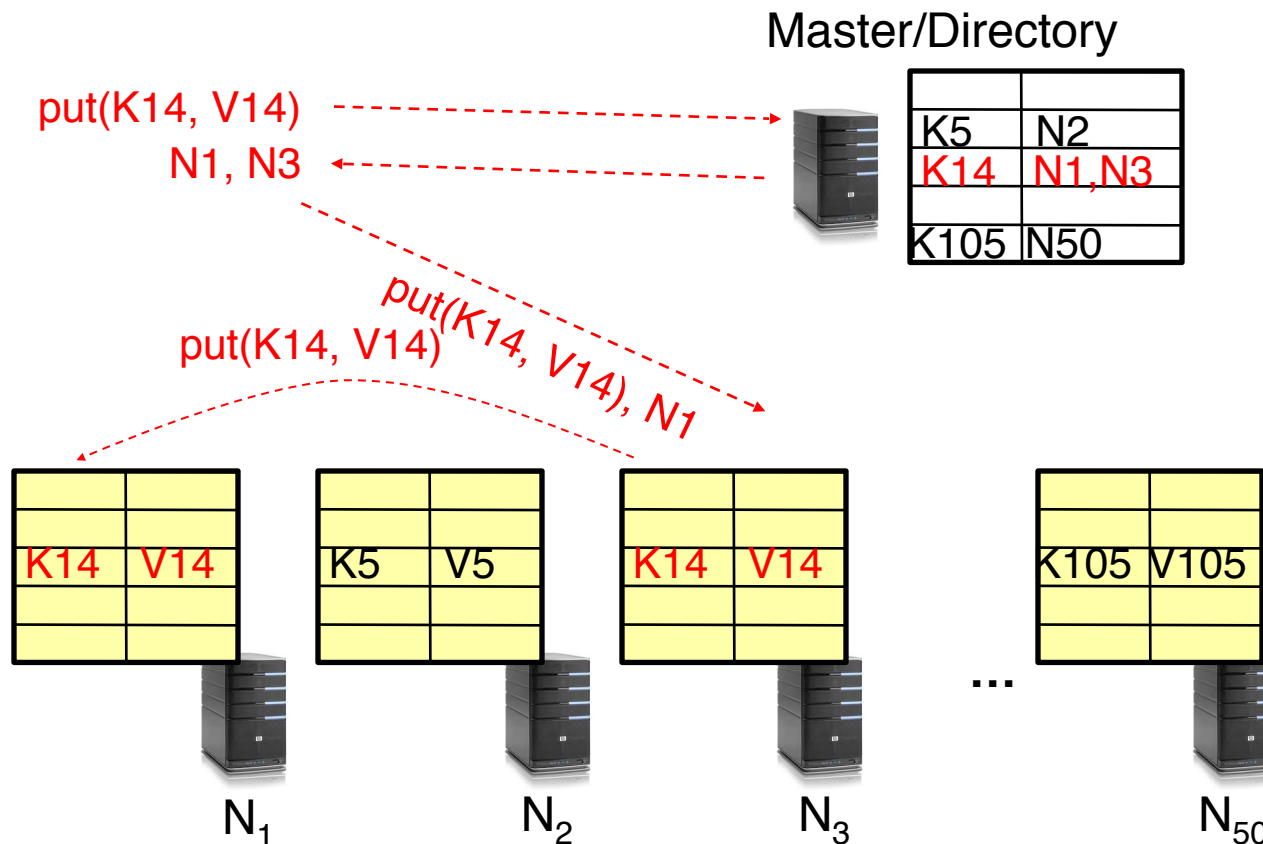 Master/Directory
put(K14, V14)
N1, N3
K5 N2
K14 N1,N3
K105 N50
put(K14, V14), N1
put(K14, V14)
K14 V14
K5 V5
K14 V14
K105 V105
...
N1
N2
N3
N50